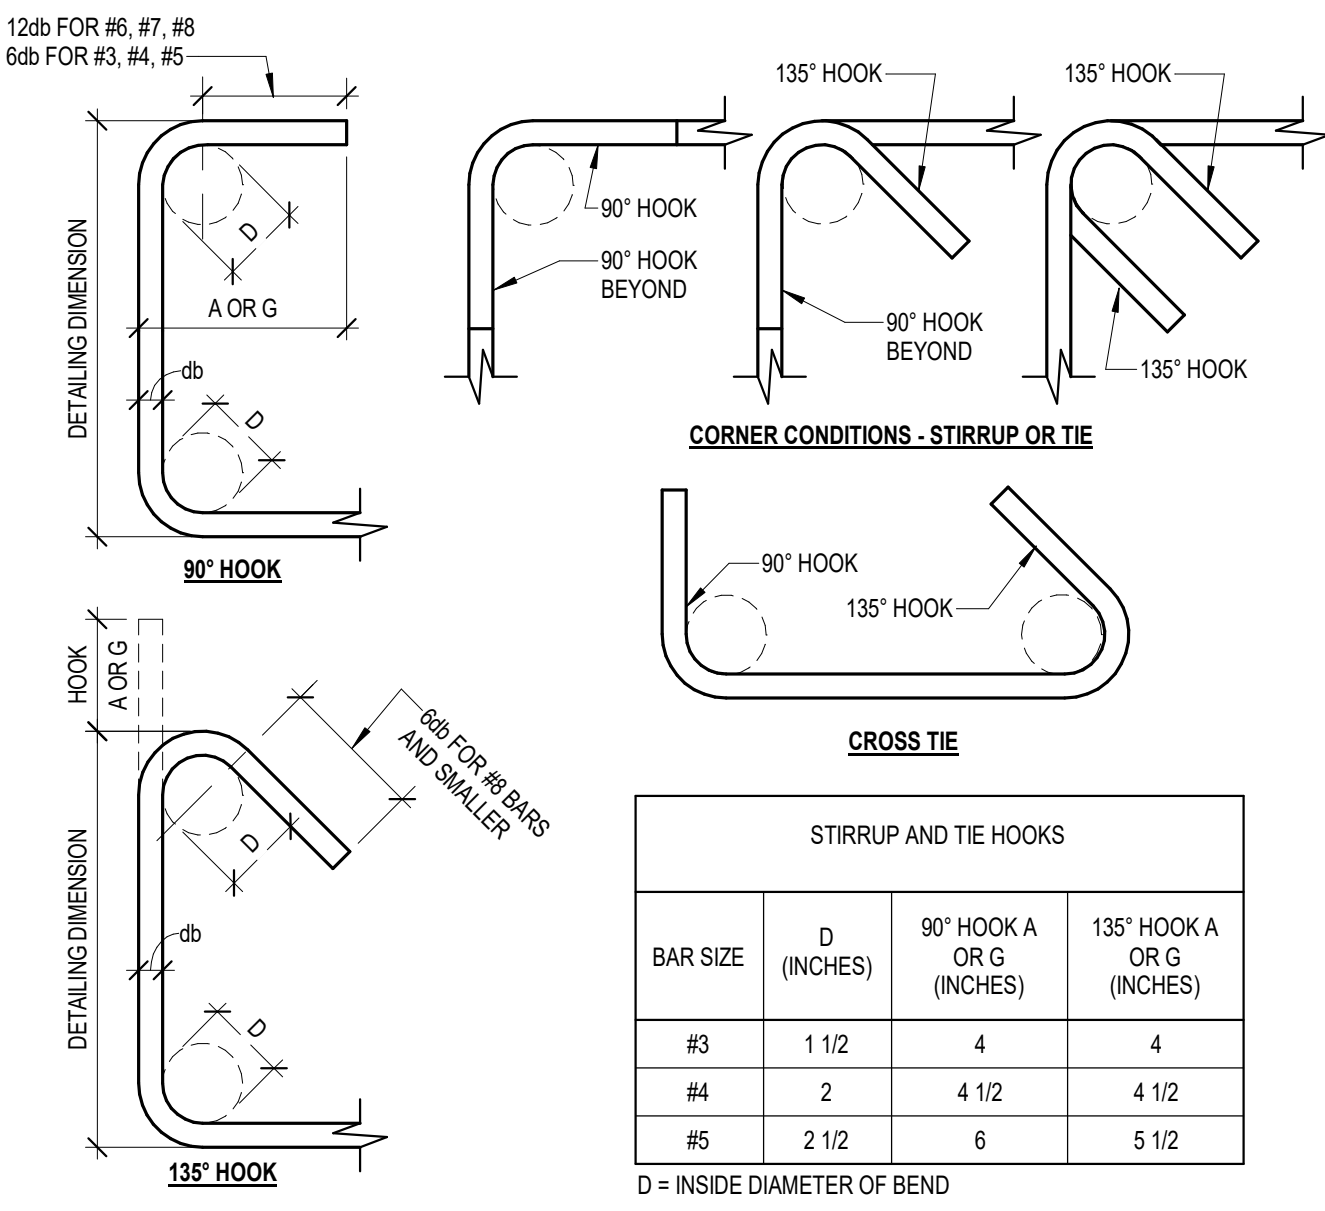 12db FOR #6, #7, #8
6db FOR #3, #4, #5
DETAILING DIMENSION
D
A OR G
db
D
90° HOOK
90° HOOK
90° HOOK
BEYOND
135° HOOK
90° HOOK
BEYOND
135° HOOK
135° HOOK
CORNER CONDITIONS - STIRRUP OR TIE
90° HOOK
135° HOOK
CROSS TIE
HOOK
A OR G
6db FOR #8 BARS
AND SMALLER
D
DETAILING DIMENSION
db
D
135° HOOK
STIRRUP AND TIE HOOKS
BAR SIZE
D
(INCHES)
90° HOOK A
OR G
(INCHES)
135° HOOK A
OR G
(INCHES)
#3 1 1/2 4 4
#4 2 4 1/2 4 1/2
#5 2 1/2 6 5 1/2
D = INSIDE DIAMETER OF BEND